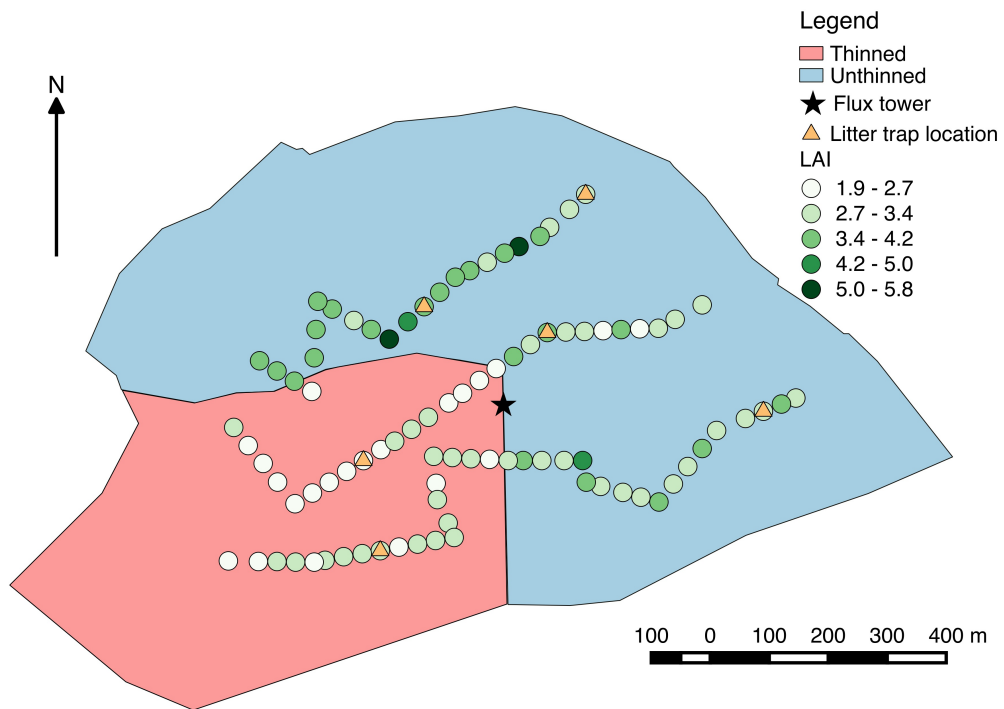 Legend
Thinned
Unthinned
Flux tower
Litter trap location
LAI
1.9 - 2.7
2.7 - 3.4
3.4 - 4.2
4.2 - 5.0
5.0 - 5.8
N
100 0 100 200 300 400 m